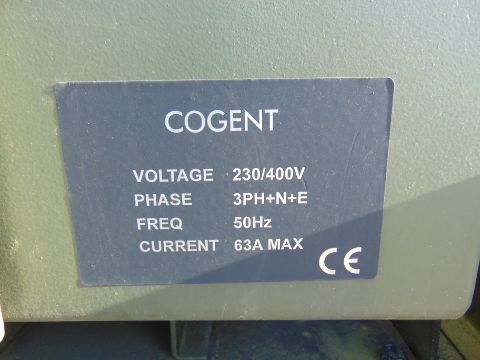 COGENT
VOLTAGE 230/400V
PHASE 3PH+N+E
FREQ 50Hz
CURRENT 63A MAX
CE